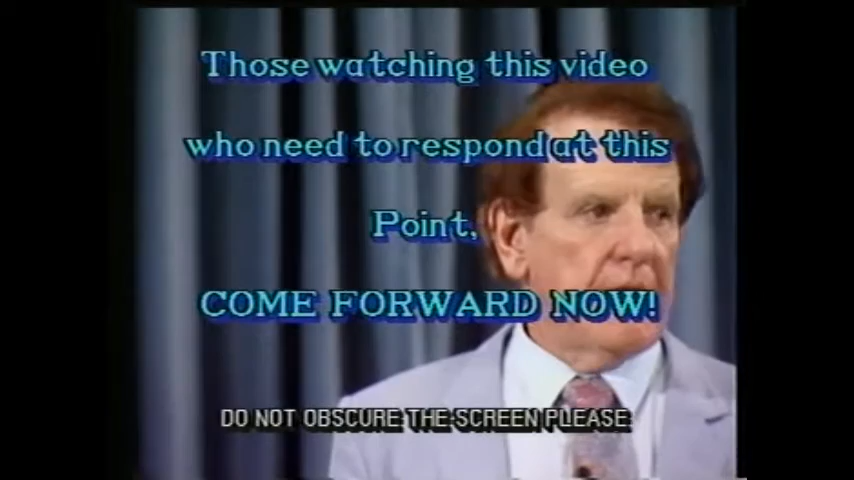 Those watching this video
who need to respond at this
Point,
COME FORWARD NOW!
DO NOT OBSCURE THE SCREEN PLEASE.